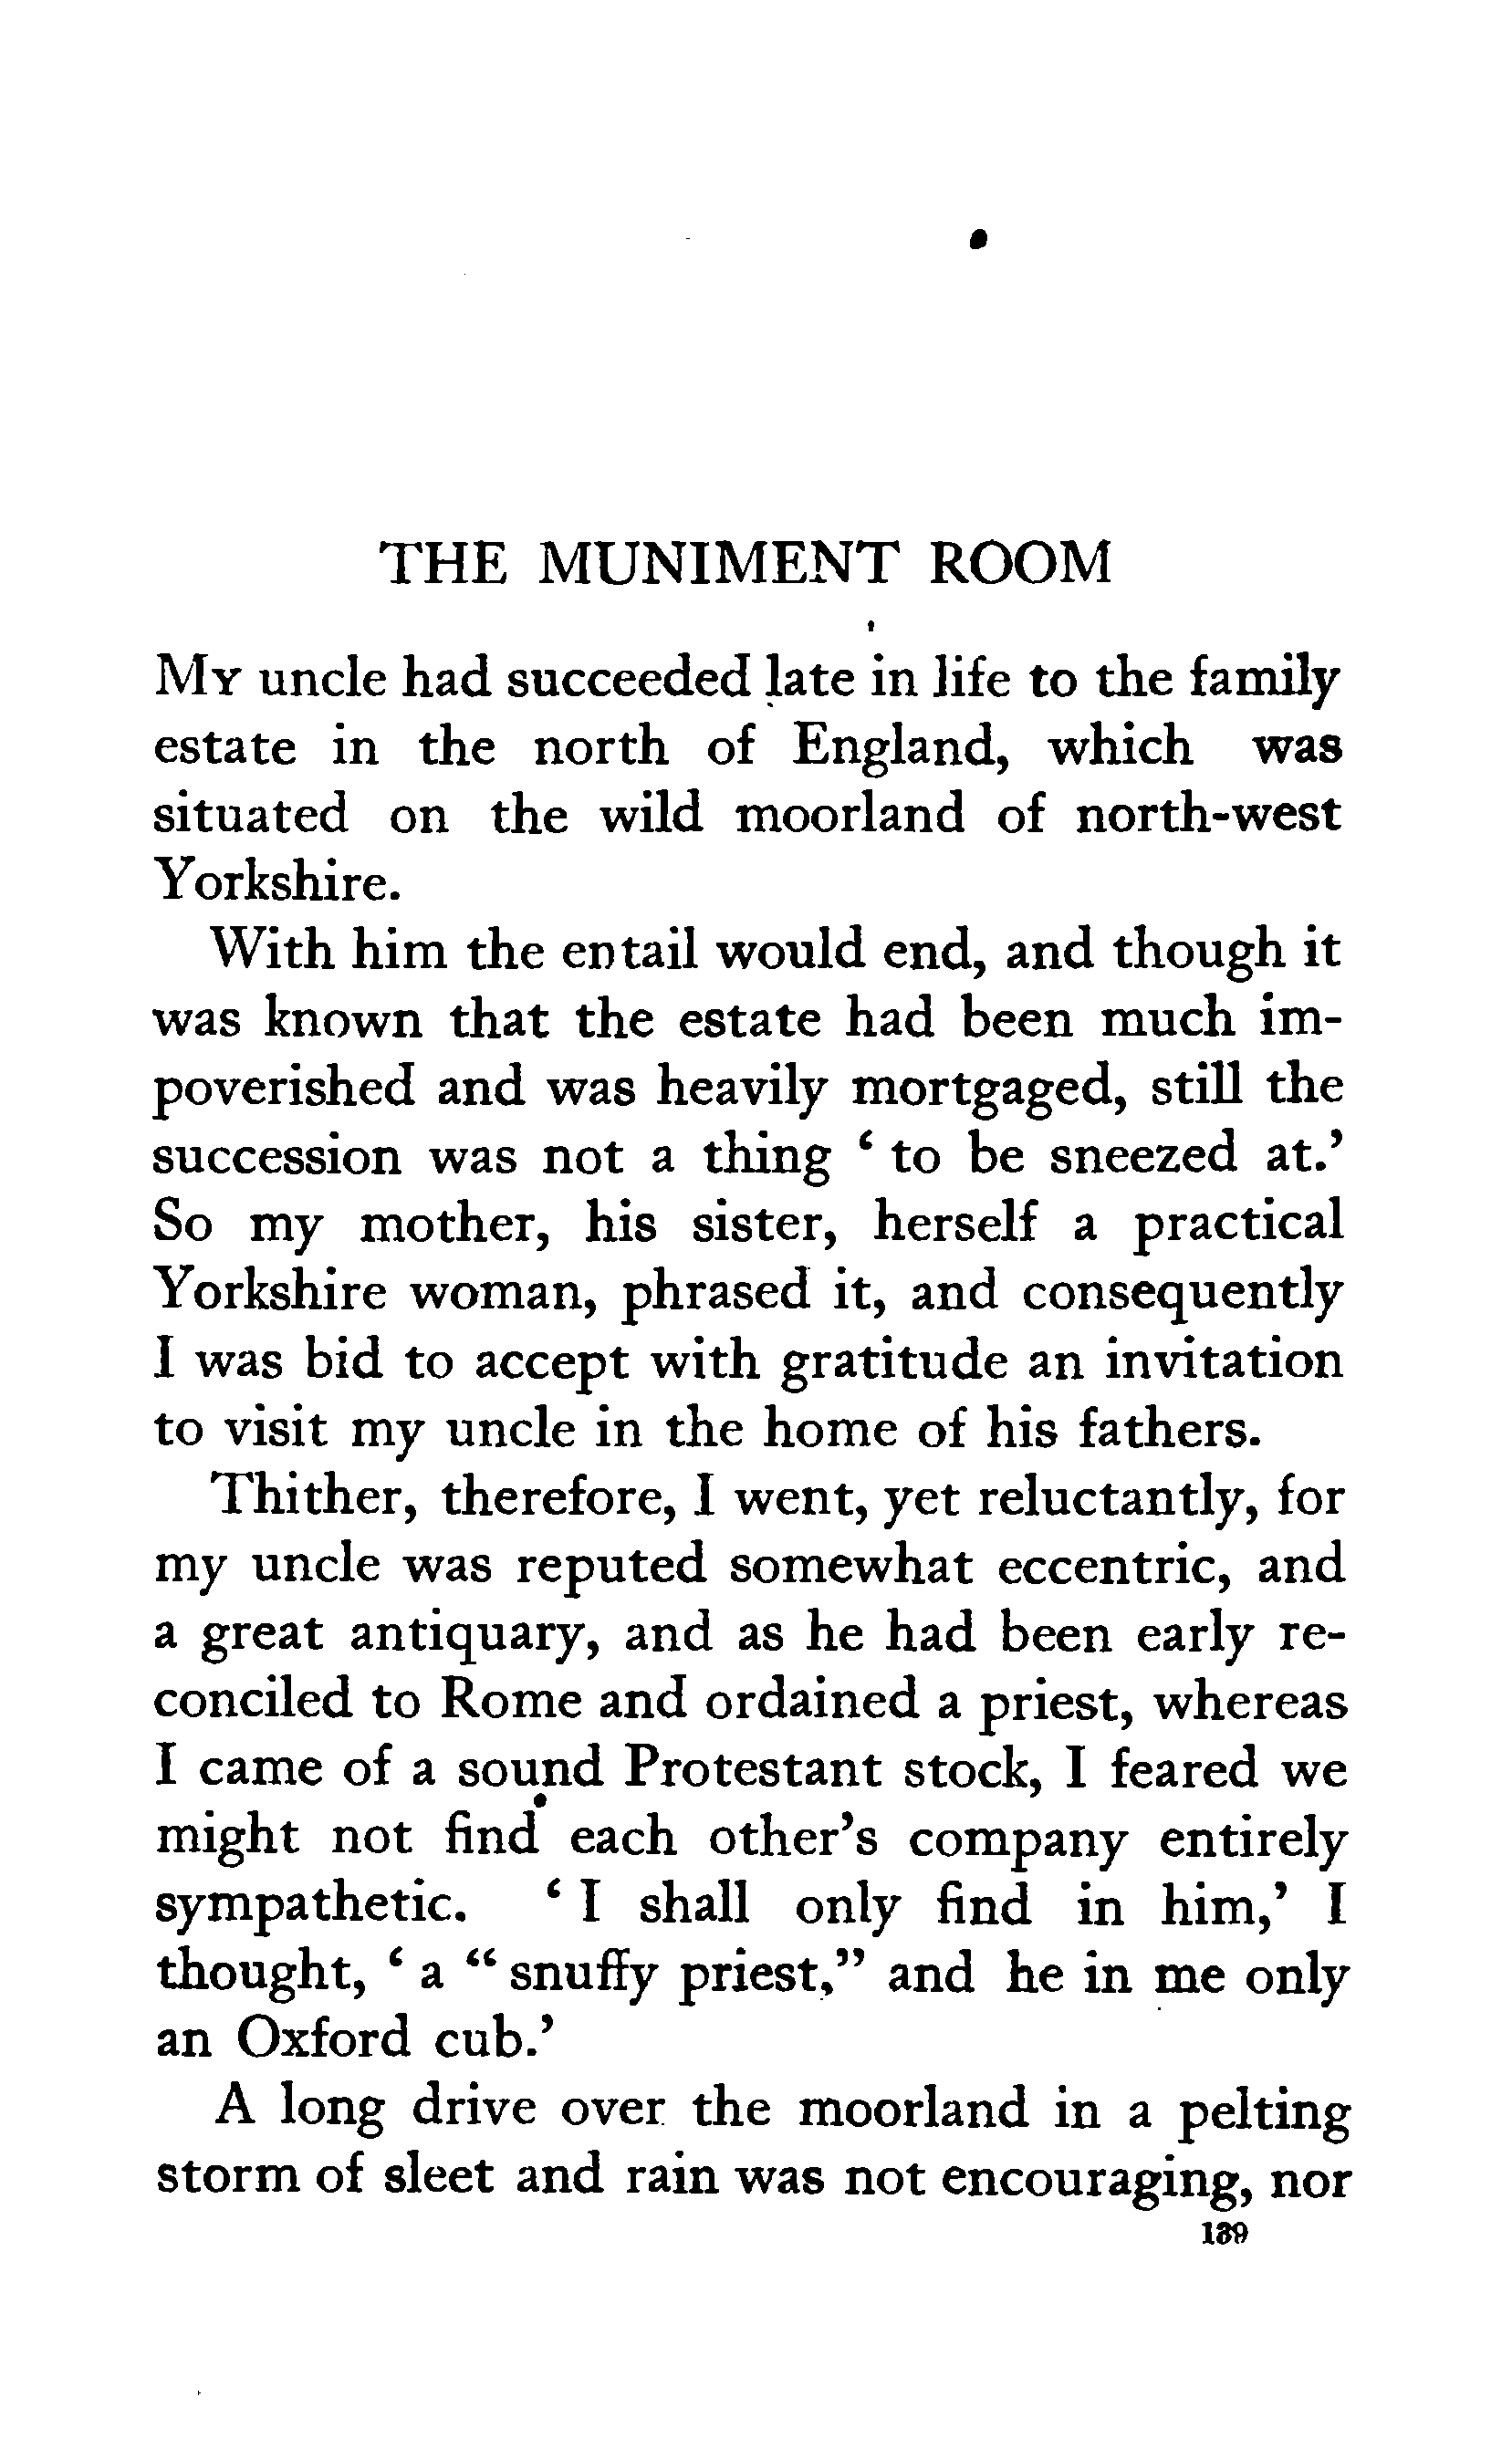 THE MUNIMENT ROOM
My uncle had succeeded late in life to the family
estate in the north of England, which was
situated on the wild moorland of north-west
Yorkshire.
With him the entail would end, and though it
was known that the estate had been much im-
poverished and was heavily mortgaged, still the
succession was not a thing ‘ to be sneezed at.’
So my mother, his sister, herself a practical
Yorkshire woman, phrased it, and consequently
I was bid to accept with gratitude an invitation
to visit my uncle in the home of his fathers.
Thither, therefore, I went, yet reluctantly, for
my uncle was reputed somewhat eccentric, and
a great antiquary, and as he had been early re-
conciled to Rome and ordained a priest, whereas
I came of a sound Protestant stock, I feared we
might not find each other’s company entirely
sympathetic. ‘ I shall only find in him,’ I
thought, ‘ a “ snuffy priest,” and he in me only
an Oxford cub.’
A long drive over the moorland in a pelting
storm of sleet and rain was not encouraging, nor
139